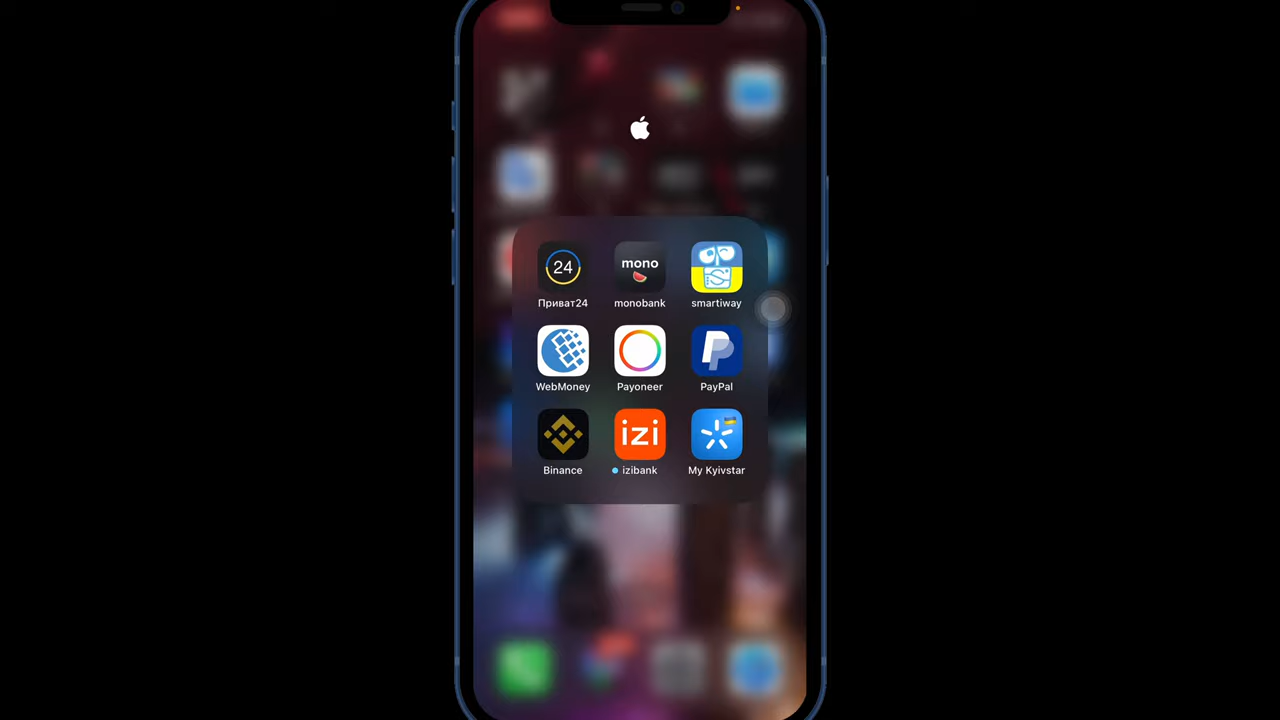 24
mono
Приват24
monobank
smartiway
WebMoney
Payoneer
PayPal
izi
Binance
izibank
My Kyivstar